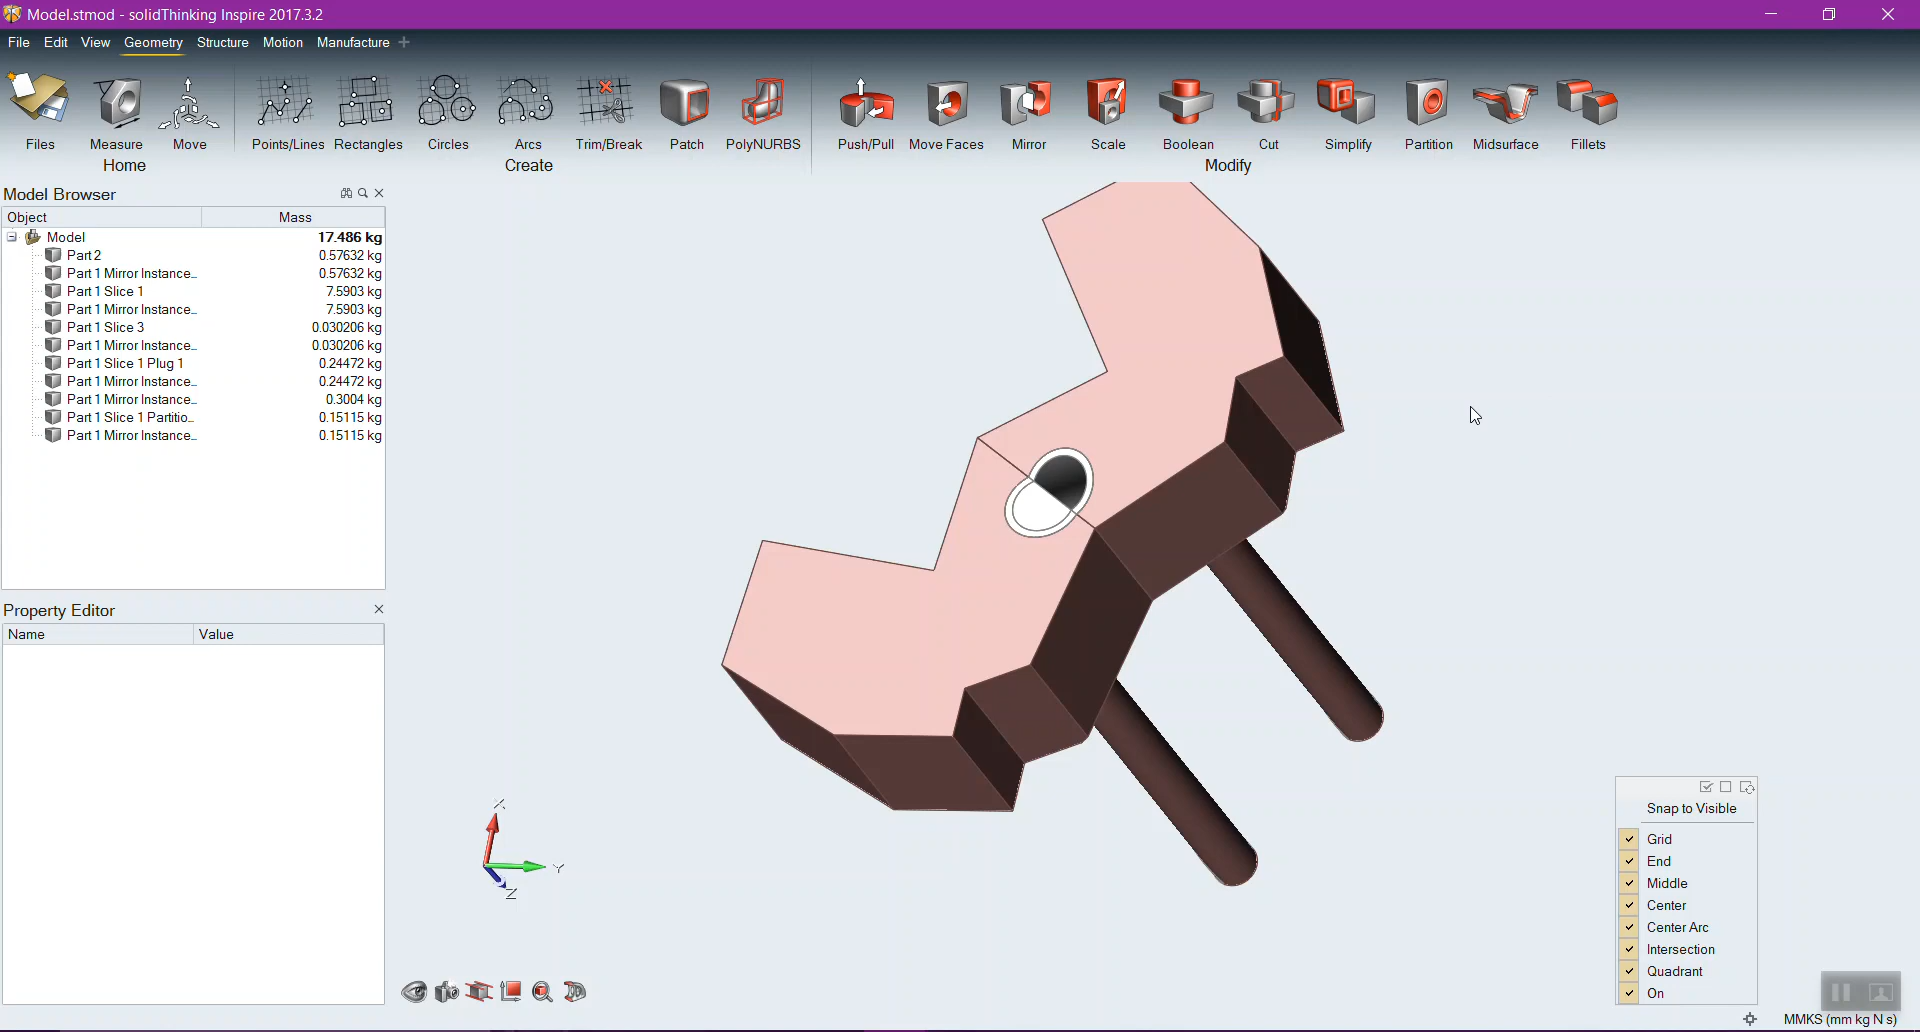 Model.stmod - solidThinking Inspire 2017.3.2
File Edit View Geometry Structure Motion Manufacture
Files Measure Move Points/Lines Rectangles Circles Arcs Trim/Break Patch PolyNURBS Push/Pull Move Faces Mirror Scale Boolean Cut Simplify Partition Midsurface Fillets
Home Create Modify
Model Browser
Object Mass
Model 17.486 kg
Part 2 0.57632 kg
Part 1 Mirror Instance... 0.57632 kg
Part 1 Slice 1 7.5903 kg
Part 1 Mirror Instance... 7.5903 kg
Part 1 Slice 3 0.030206 kg
Part 1 Mirror Instance... 0.030206 kg
Part 1 Slice 1 Plug 1 0.24472 kg
Part 1 Mirror Instance... 0.24472 kg
Part 1 Mirror Instance... 0.3004 kg
Part 1 Slice 1 Partitio... 0.15115 kg
Part 1 Mirror Instance... 0.15115 kg
Property Editor
Name Value
X
Y
Z
Snap to Visible
Grid
End
Middle
Center
Center Arc
Intersection
Quadrant
On
MMKS (mm kg N s)